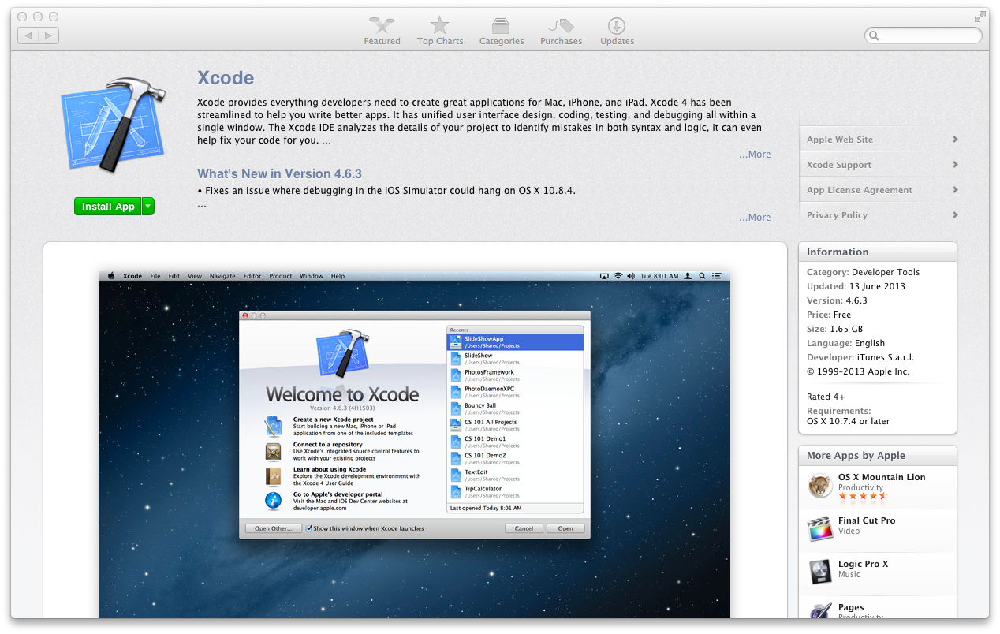 Featured
Top Charts
Categories
Purchases
Updates
Xcode
Xcode provides everything developers need to create great applications for Mac, iPhone, and iPad. Xcode 4 has been
streamlined to help you write better apps. It has unified user interface design, coding, testing, and debugging all within a
single window. The Xcode IDE analyzes the details of your project to identify mistakes in both syntax and logic, it can even
help fix your code for you. ...
...More
What's New in Version 4.6.3
• Fixes an issue where debugging in the iOS Simulator could hang on OS X 10.8.4.
...
...More
Install App
Apple Web Site
Xcode Support
App License Agreement
Privacy Policy
Xcode File Edit View Navigate Editor Product Window Help
Tue 8:01 AM
Welcome to Xcode
Version 4.6.3 (4H1503)
Create a new Xcode project
Start building a new Mac, iPhone or iPad
application from one of the included templates
Connect to a repository
Use Xcode's integrated source control features to
work with your existing projects
Learn about using Xcode
Explore the Xcode development environment with
the Xcode 4 User Guide
Go to Apple's developer portal
Visit the Mac and iOS Dev Center websites at
developer.apple.com
Recents
SlideShowApp
/Users/Shared/Projects
SlideShow
/Users/Shared/Projects
PhotosFramework
/Users/Shared/Projects
PhotoDaemonXPC
/Users/Shared/Projects
Bouncy Ball
/Users/Shared/Projects
CS 101 All Projects
/Users/Shared/Projects
CS 101 Demo1
/Users/Shared/Projects
CS 101 Demo2
/Users/Shared/Projects
TextEdit
/Users/Shared/Projects
TipCalculator
/Users/Shared/Projects
Last opened Today 8:01 AM
Open Other...
Show this window when Xcode launches
Cancel
Open
Information
Category: Developer Tools
Updated: 13 June 2013
Version: 4.6.3
Price: Free
Size: 1.65 GB
Language: English
Developer: iTunes S.a.r.l.
© 1999-2013 Apple Inc.
Rated 4+
Requirements:
OS X 10.7.4 or later
More Apps by Apple
OS X Mountain Lion
Productivity
Final Cut Pro
Video
Logic Pro X
Music
Pages
Productivity